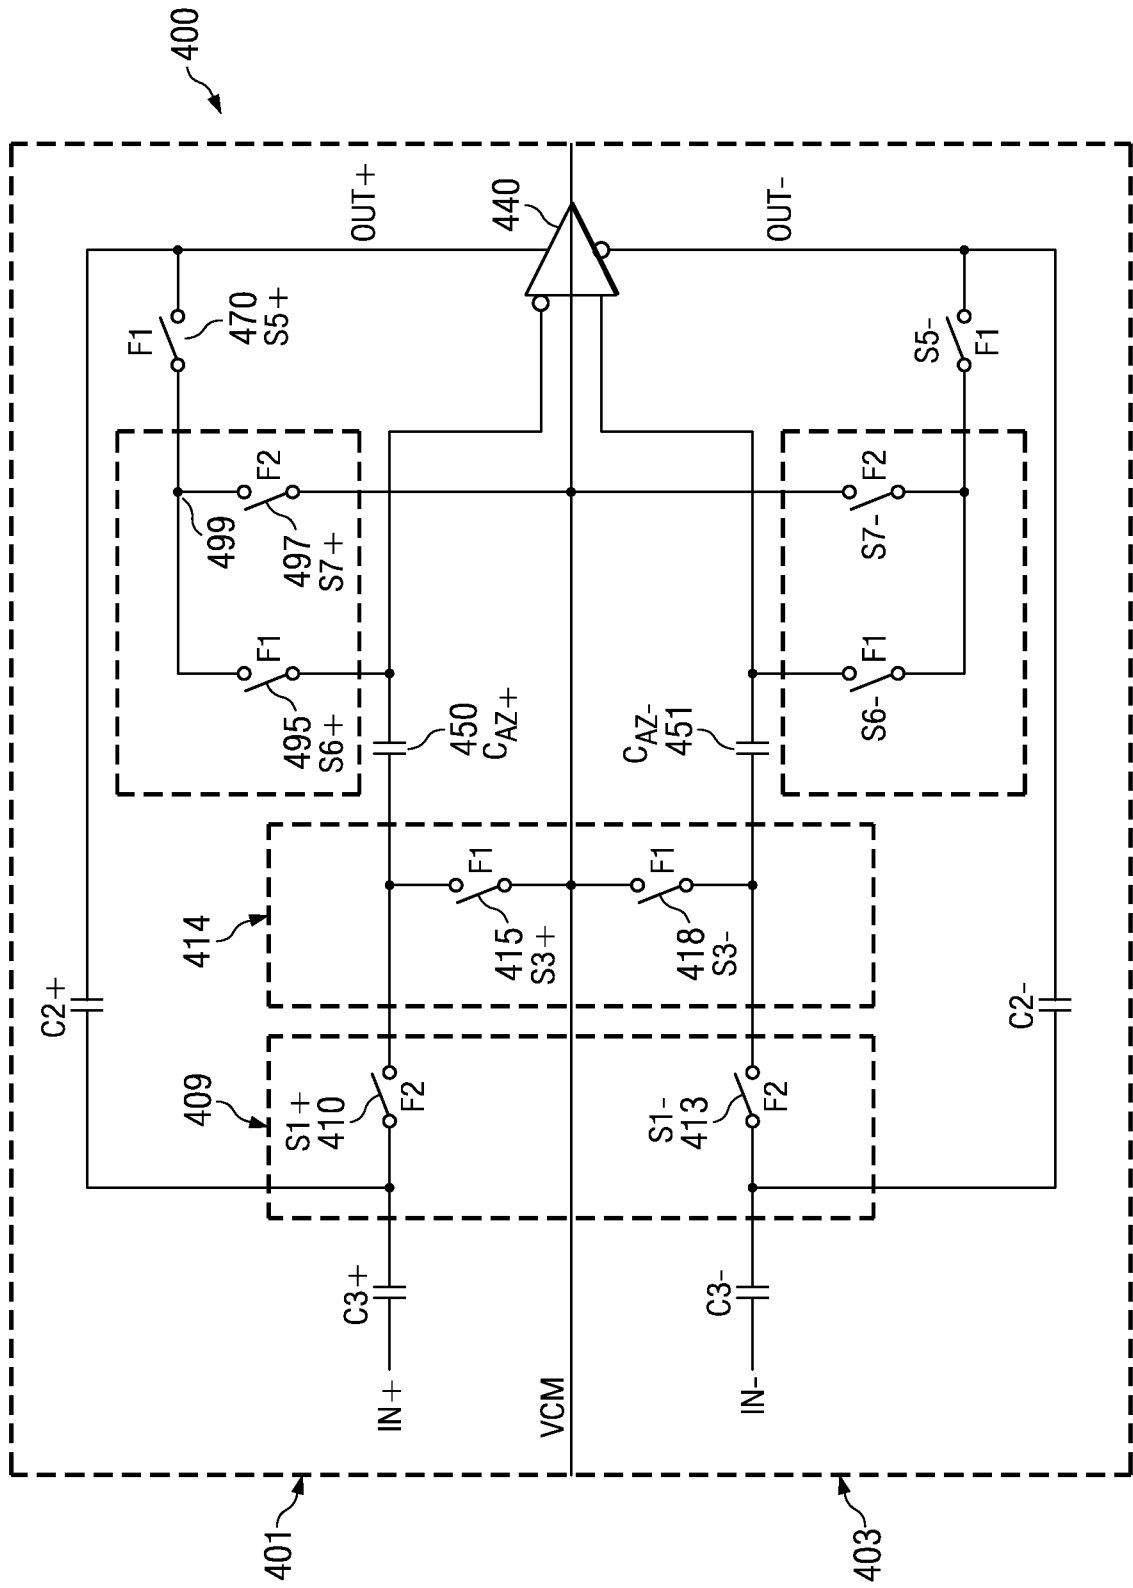 400
OUT+
440
OUT-
F1
470
S5+
S5-
F1
F2
499
497
S7+
F2
S7-
F1
495
S6+
450
CAZ+
CAZ-
451
F1
S6-
414
F1
415
S3+
F1
418
S3-
C2+
C2-
409
S1+
410
F2
S1-
413
F2
C3+
C3-
IN+
VCM
IN-
401
403